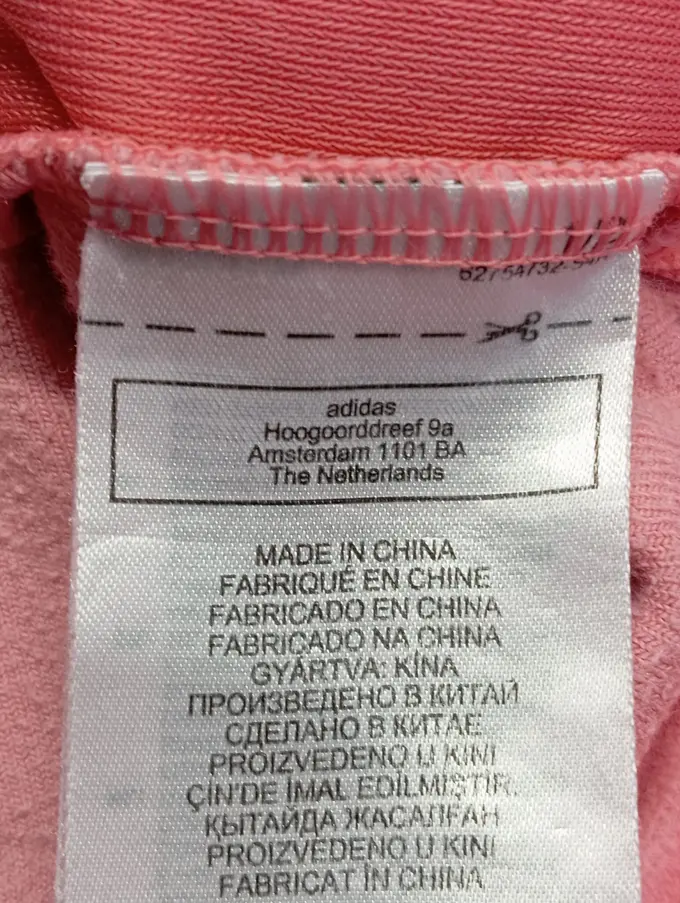 adidas
Hoogoorddreef 9a
Amsterdam 1101 BA
The Netherlands
MADE IN CHINA
FABRIQUÉ EN CHINE
FABRICADO EN CHINA
FABRICADO NA CHINA
GYÁRTVA: KÍNA
ПРОИЗВЕДЕНО В КИТАЙ
СДЕЛАНО В КИТАЕ
PROIZVEDENO U KINI
ÇİN'DE İMAL EDİLMİŞTİR.
ҚЫТАЙДА ЖАСАЛҒАН
PROIZVEDENO U KINI
FABRICAT ÎN CHINA